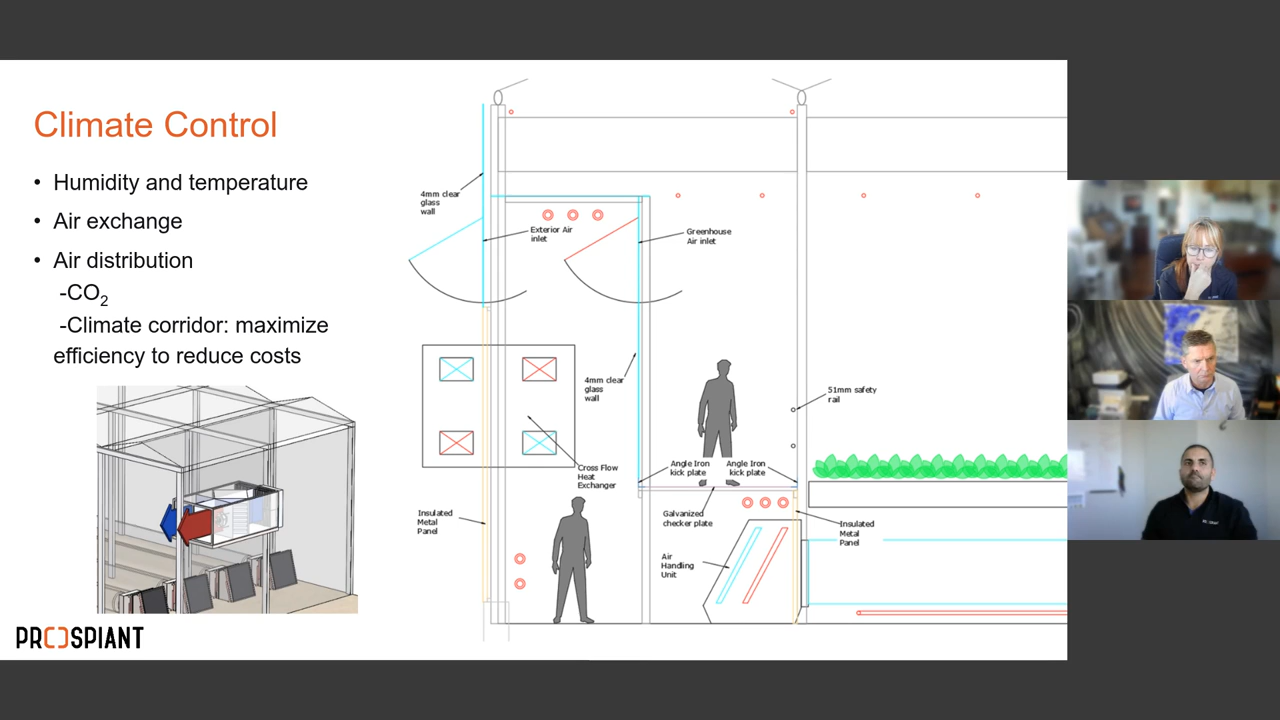 Climate Control
• Humidity and temperature
• Air exchange
• Air distribution
-CO₂
-Climate corridor: maximize
efficiency to reduce costs
PROSPIANT
4mm clear
glass
wall
Exterior Air
inlet
Greenhouse
Air inlet
4mm clear
glass
wall
51mm safety
rail
Cross Flow
Heat
Exchanger
Angle Iron
kick plate
Angle Iron
kick plate
Insulated
Metal
Panel
Galvanized
checker plate
Insulated
Metal
Panel
Air
Handling
Unit